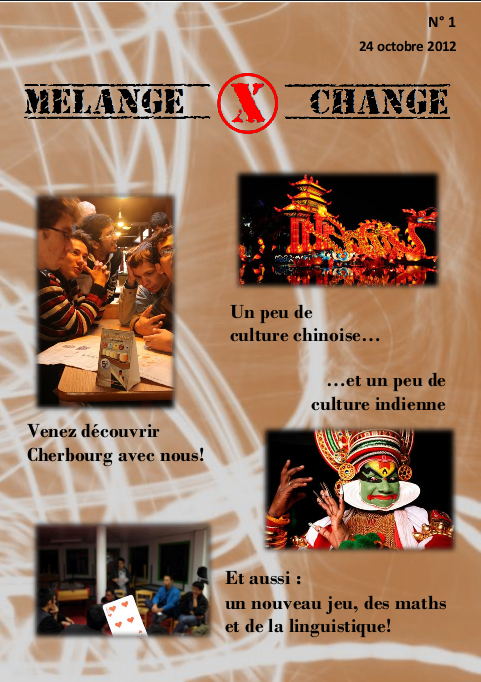 N° 1
24 octobre 2012
MELANGE X CHANGE
Un peu de
culture chinoise…
…et un peu de
culture indienne
Venez découvrir
Cherbourg avec nous!
Et aussi :
un nouveau jeu, des maths
et de la linguistique!